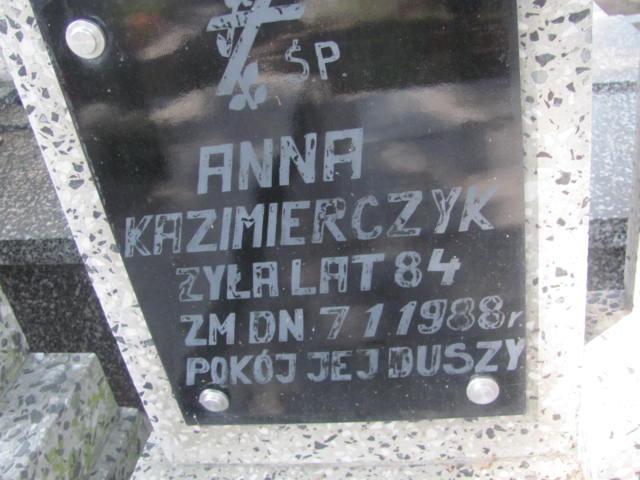 ŚP.
ANNA
KAZIMIERCZYK
ŻYŁA LAT 84
ZM. DN 7 1 1988 r.
POKÓJ JEJ DUSZY